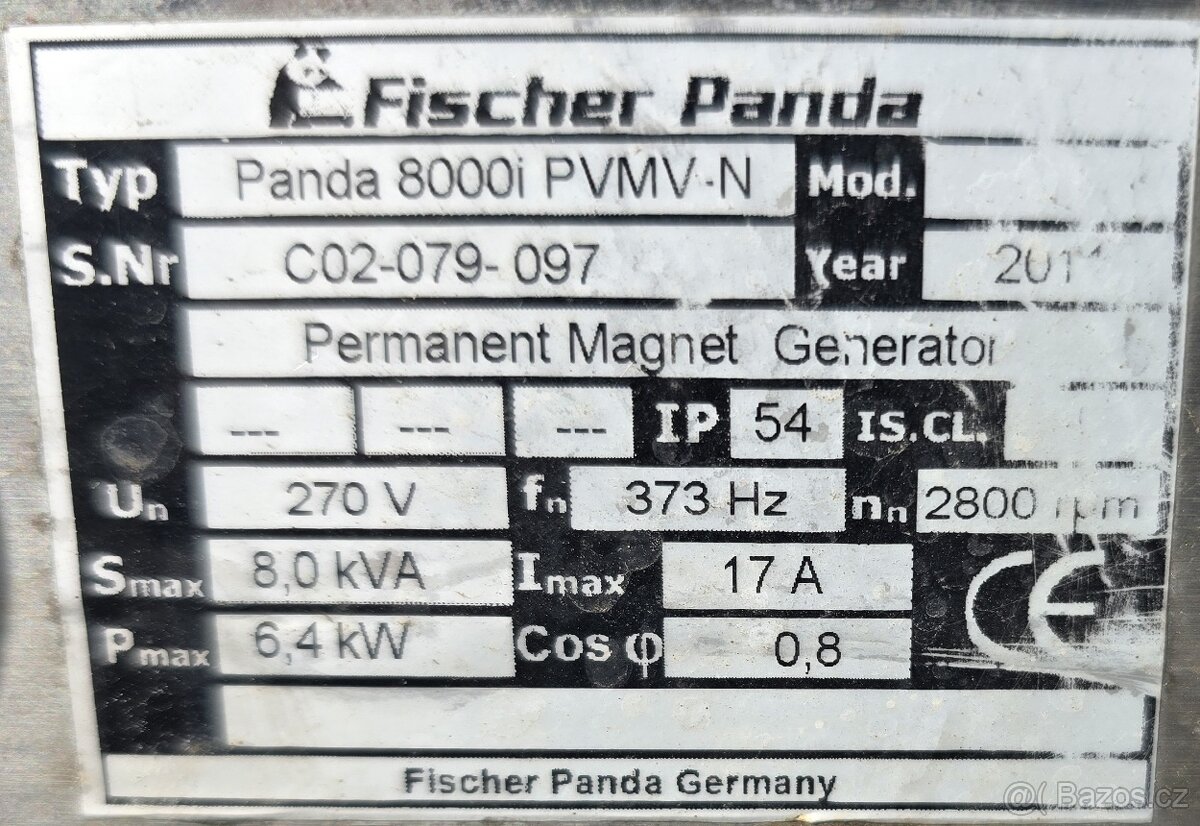 Fischer Panda
Typ Panda 8000i PVMV-N Mod.
S.Nr C02-079-097 Year
Permanent Magnet Generator
--- --- --- IP 54 IS.CL.
Un 270 V fn 373 Hz nn 2800 rpm
Smax 8,0 kVA Imax 17 A
CE
Pmax 6,4 kW Cos φ 0,8
Fischer Panda Germany
@( Bazos.cz